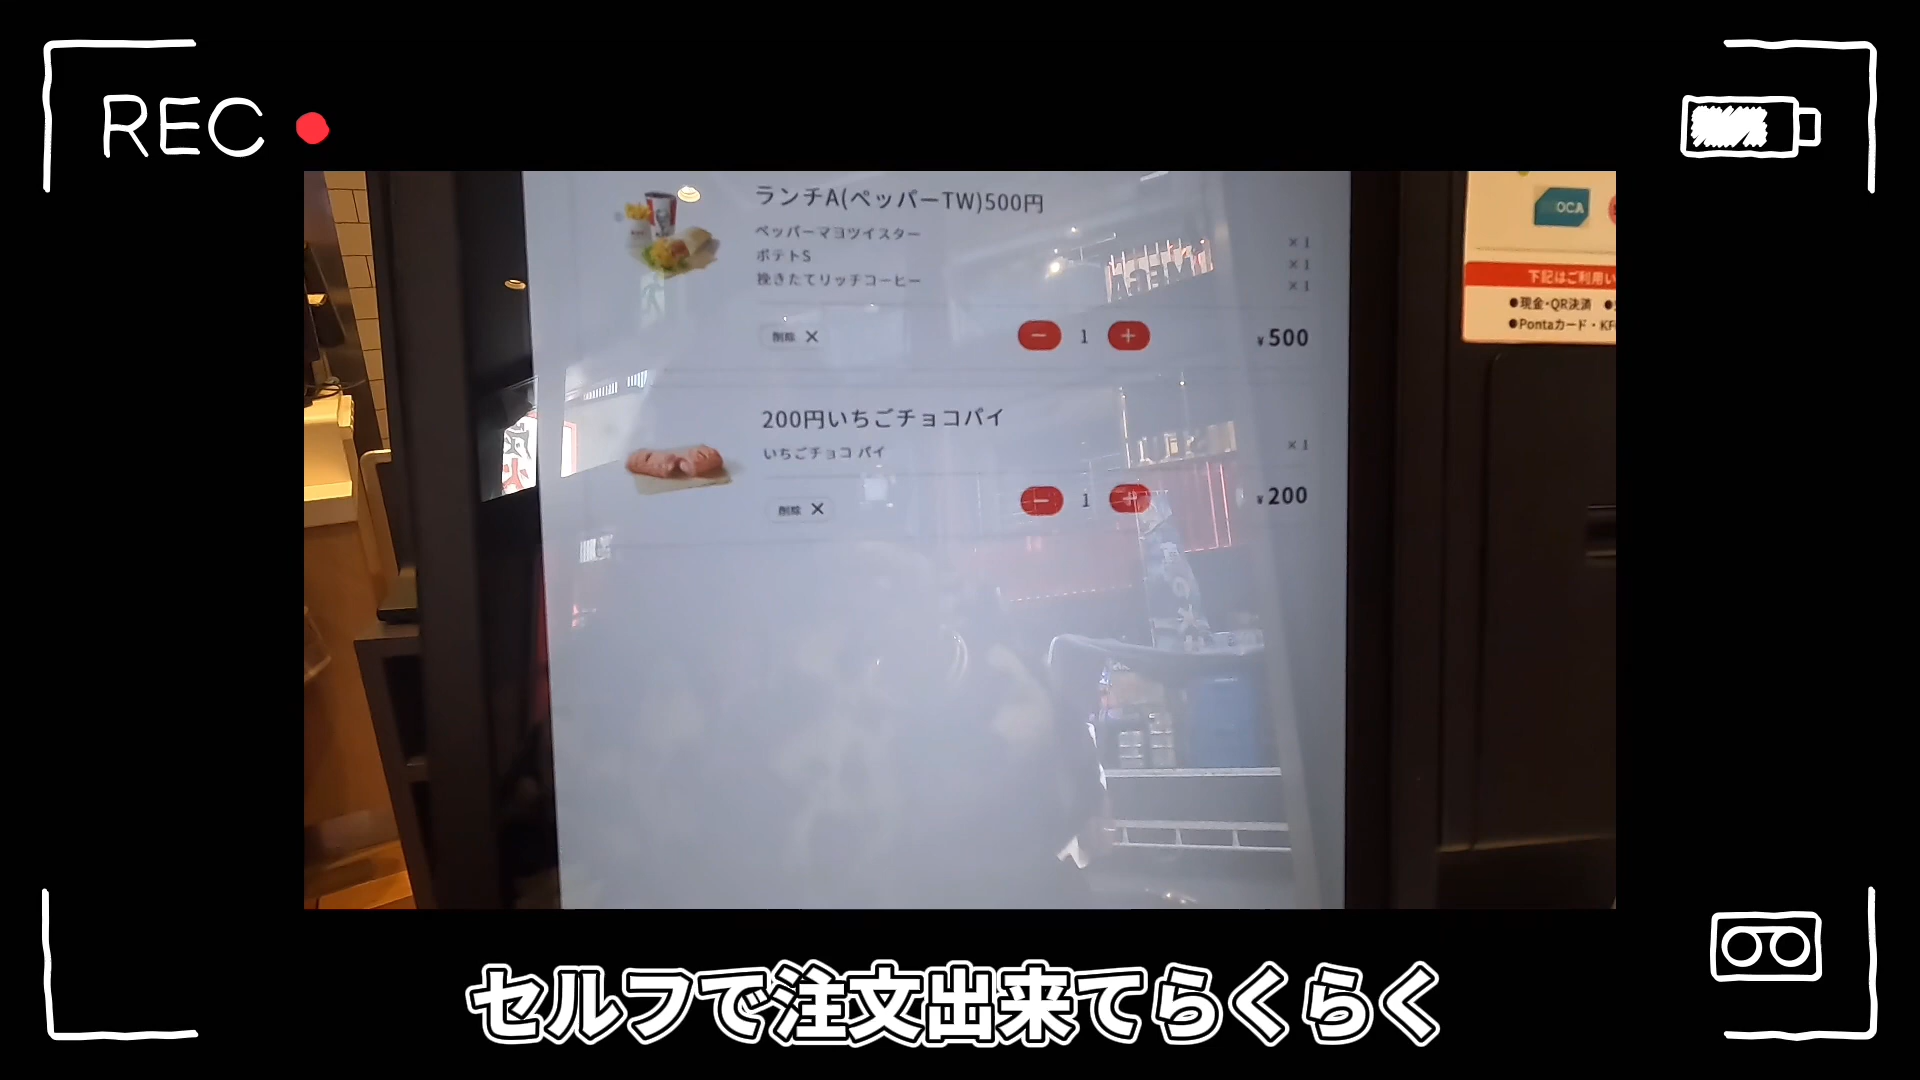 REC
ランチA(ペッパーTW)500円
ペッパーマヨツイスター ×1
ポテトS ×1
挽きたてリッチコーヒー ×1
削除 × − 1 + ¥500
200円いちごチョコパイ
いちごチョコ パイ ×1
削除 × − 1 + ¥200
OCA
下記はご利用い
●現金・QR決済 ●
●Pontaカード・KF
セルフで注文出来てらくらく